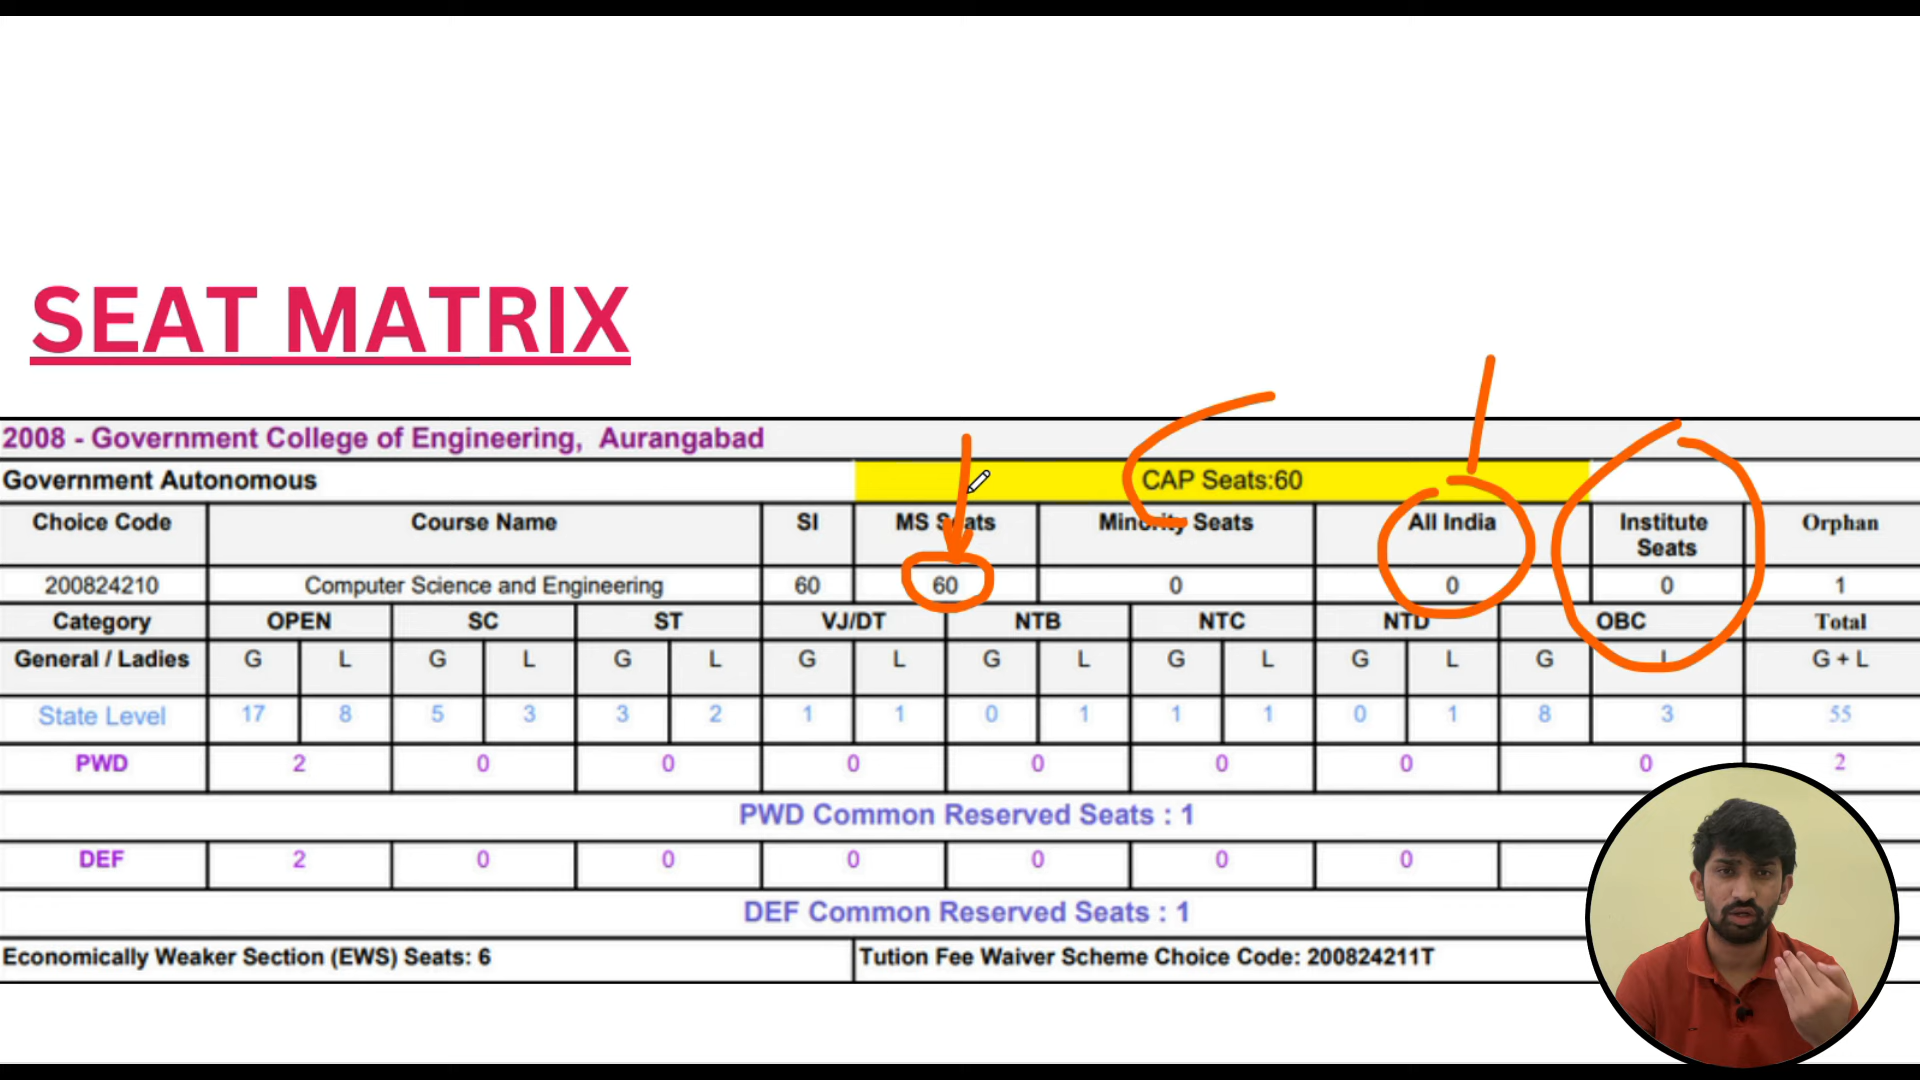 SEAT MATRIX
2008 - Government College of Engineering, Aurangabad
Government Autonomous CAP Seats:60
Choice Code Course Name SI MS Seats Minority Seats All India Institute Seats Orphan
200824210 Computer Science and Engineering 60 60 0 0 0 1
Category OPEN SC ST VJ/DT NTB NTC NTD OBC Total
General / Ladies G L G L G L G L G L G L G L G L G + L
State Level 17 8 5 3 3 2 1 1 0 1 1 1 0 1 8 3 55
PWD 2 0 0 0 0 0 0 0 2
PWD Common Reserved Seats : 1
DEF 2 0 0 0 0 0 0
DEF Common Reserved Seats : 1
Economically Weaker Section (EWS) Seats: 6 Tution Fee Waiver Scheme Choice Code: 200824211T